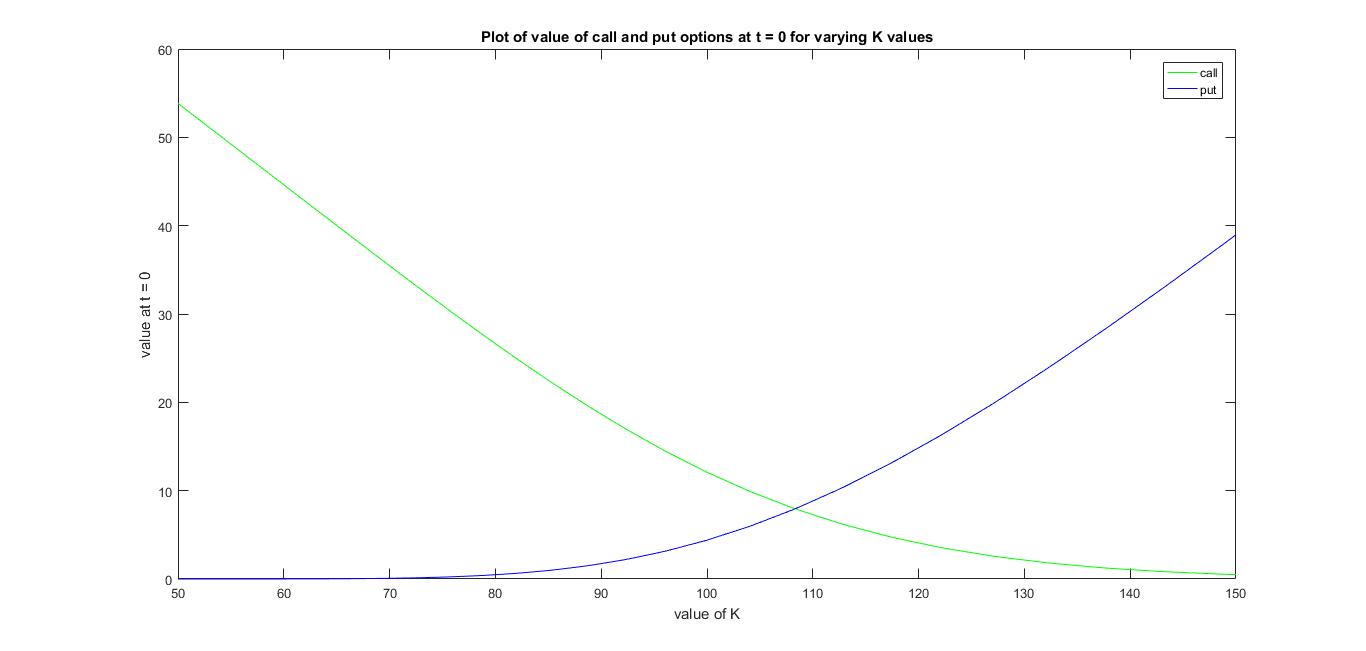 Plot of value of call and put options at t = 0 for varying K values
call
put
60
50
40
30
20
10
0
value at t = 0
50 60 70 80 90 100 110 120 130 140 150
value of K